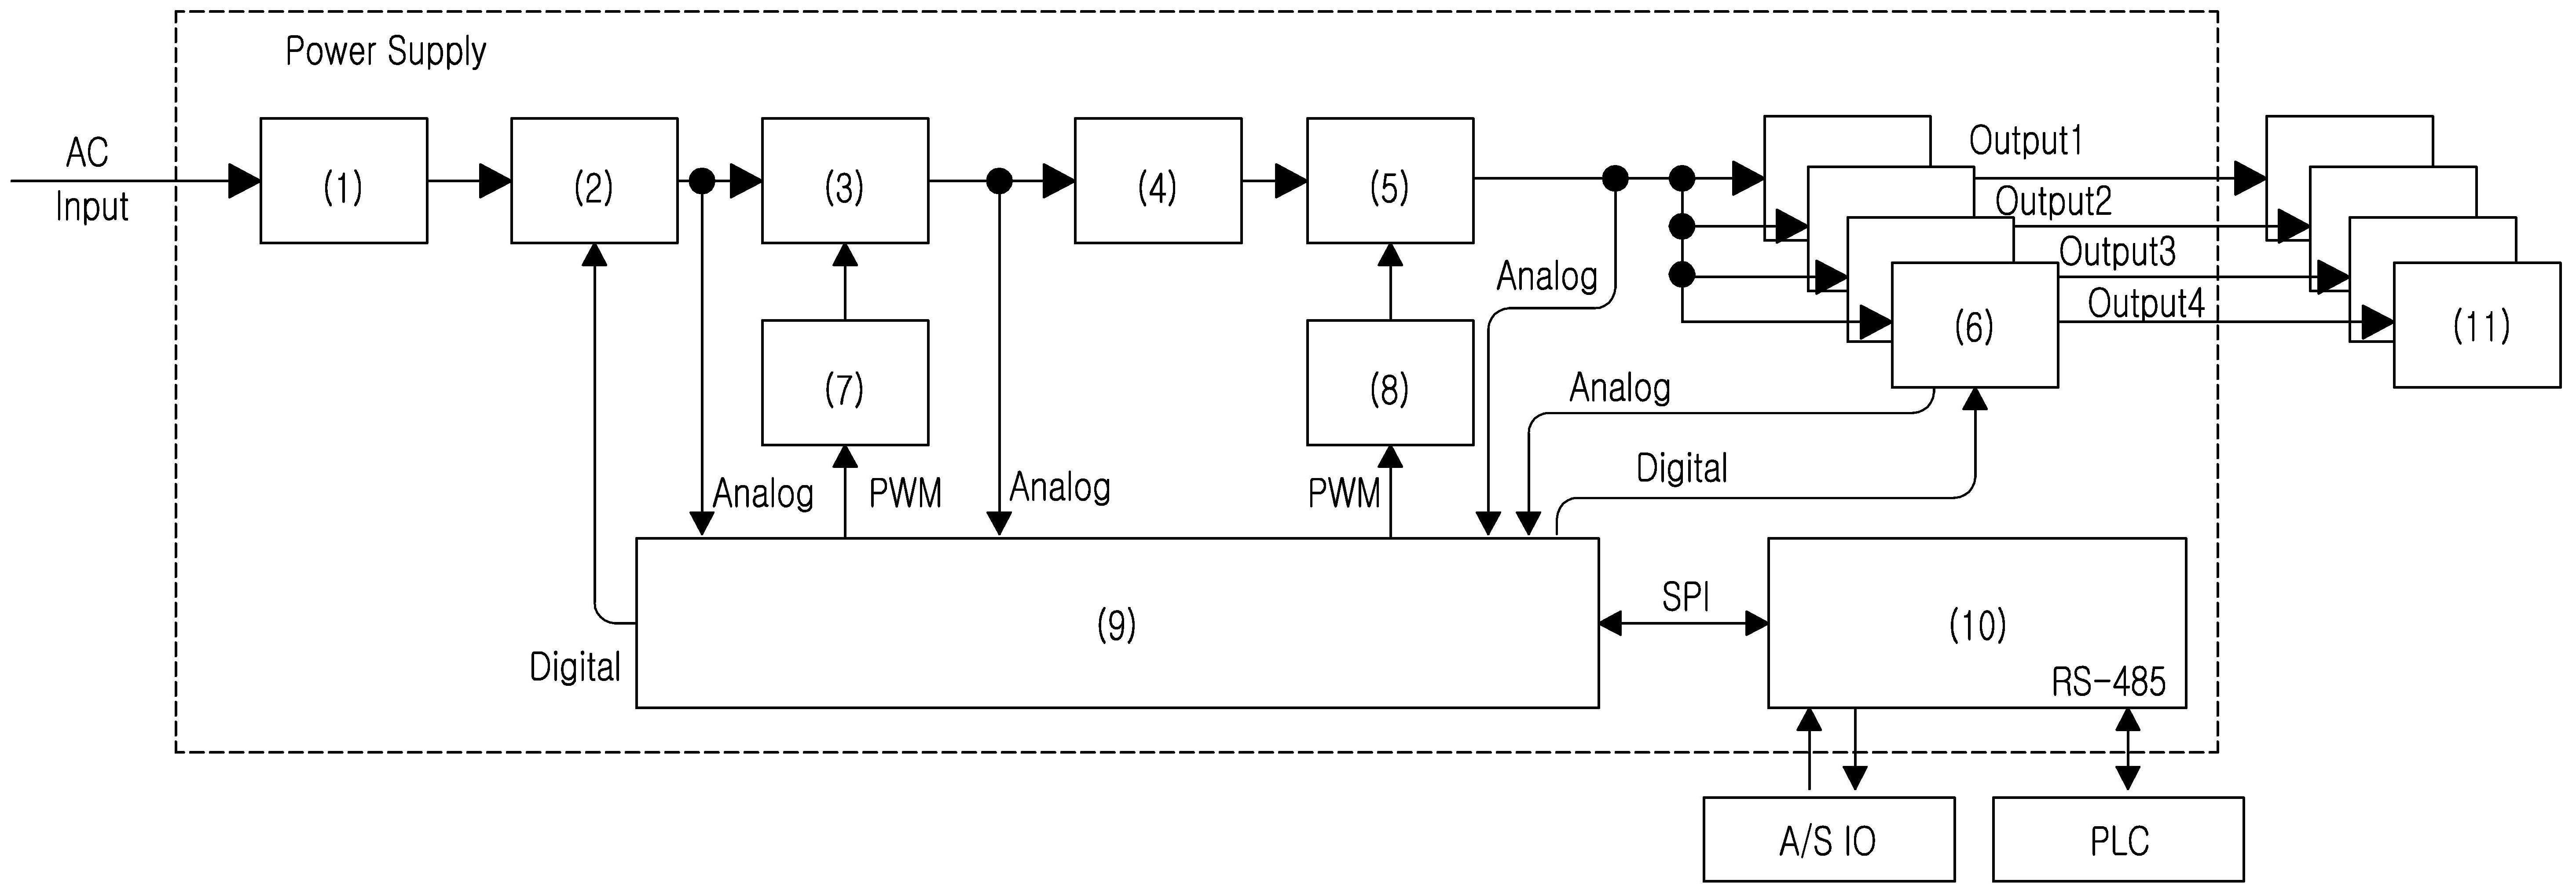 Power Supply
AC
Input
(1)
(2)
(3)
(4)
(5)
Output1
Output2
Output3
Output4
(6)
(11)
Analog
(7)
(8)
Analog
Digital
Analog
PWM
Analog
PWM
(9)
SPI
(10)
RS-485
Digital
A/S IO
PLC